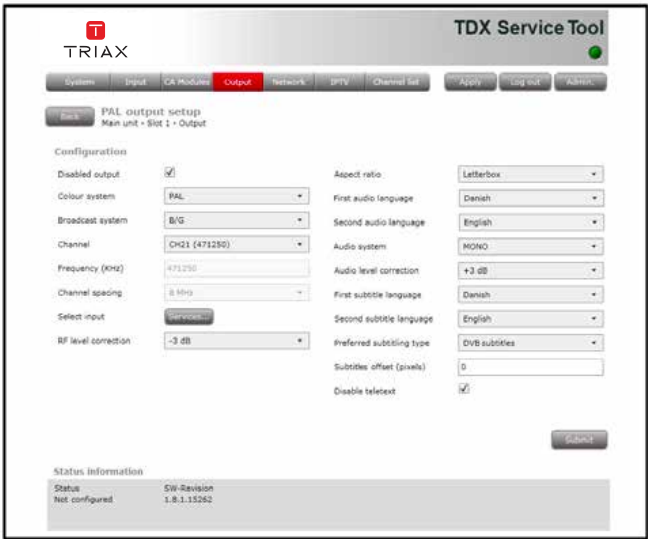 TRIAX
TDX Service Tool
System Input CA Modules Output Network IPTV Channel list Apply Log out Admin.
Back
PAL output setup
Main unit - Slot 1 - Output
Configuration
Disabled output
Colour system PAL
Broadcast system B/G
Channel CH21 (471250)
Frequency (KHz) 471250
Channel spacing 8 MHz
Select input Services...
RF level correction -3 dB
Aspect ratio Letterbox
First audio language Danish
Second audio language English
Audio system MONO
Audio level correction +3 dB
First subtitle language Danish
Second subtitle language English
Preferred subtitling type DVB subtitles
Subtitles offset (pixels) 0
Disable teletext
Submit
Status information
Status SW-Revision
Not configured 1.8.1.15262